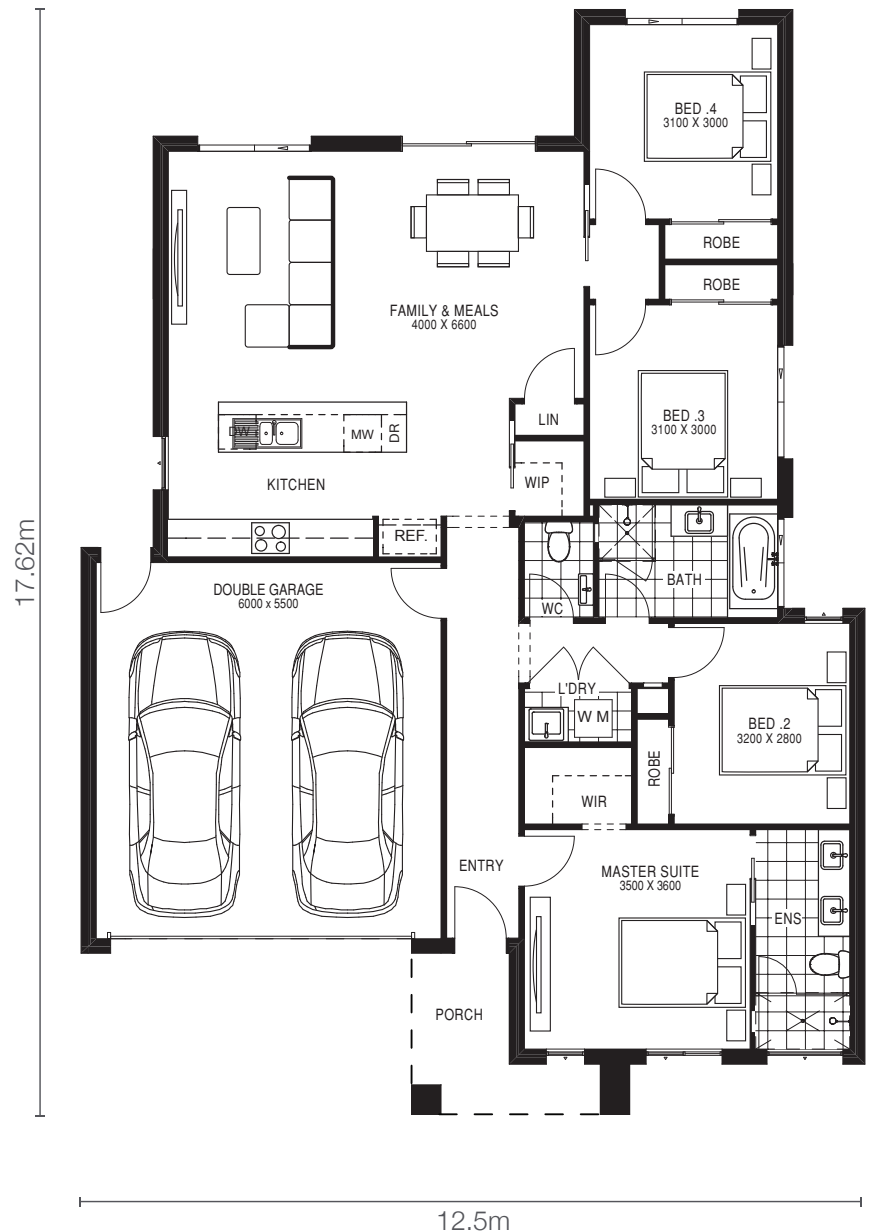 BED .4
3100 X 3000
ROBE
ROBE
FAMILY & MEALS
4000 X 6600
BED .3
3100 X 3000
LIN
DW
MW
DR
WIP
KITCHEN
REF.
17.62m
DOUBLE GARAGE
6000 x 5500
BATH
WC
L'DRY
W M
BED .2
3200 X 2800
ROBE
WIR
ENTRY
MASTER SUITE
3500 X 3600
ENS
PORCH
12.5m